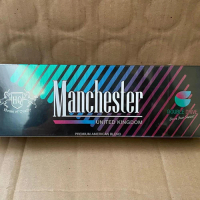 Manchester
UNITED KINGDOM
PREMIUM AMERICAN BLEND